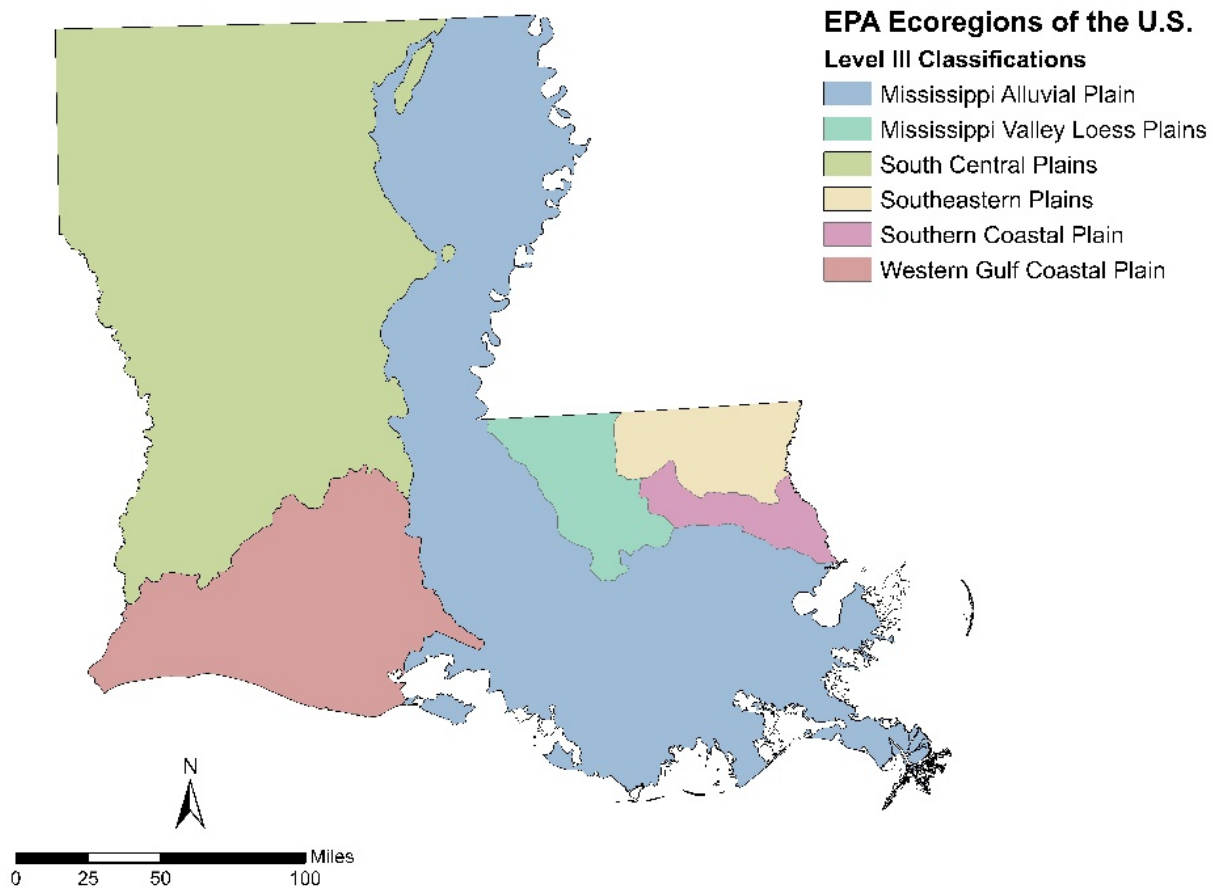 EPA Ecoregions of the U.S.
Level III Classifications
Mississippi Alluvial Plain
Mississippi Valley Loess Plains
South Central Plains
Southeastern Plains
Southern Coastal Plain
Western Gulf Coastal Plain
N
Miles
0 25 50 100